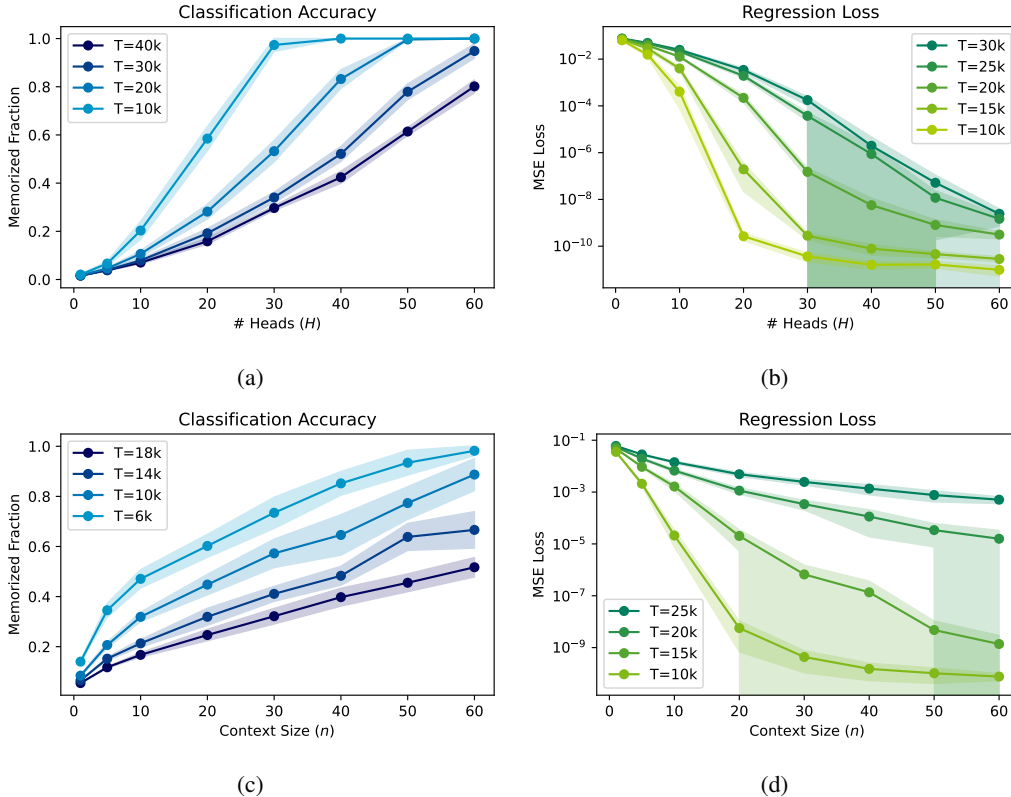 Classification Accuracy
1.0
0.8
0.6
0.4
0.2
0.0
Memorized Fraction
T=40k
T=30k
T=20k
T=10k
0 10 20 30 40 50 60
# Heads (H)
(a)
Regression Loss
10⁻²
10⁻⁴
10⁻⁶
10⁻⁸
10⁻¹⁰
MSE Loss
T=30k
T=25k
T=20k
T=15k
T=10k
0 10 20 30 40 50 60
# Heads (H)
(b)
Classification Accuracy
1.0
0.8
0.6
0.4
0.2
Memorized Fraction
T=18k
T=14k
T=10k
T=6k
0 10 20 30 40 50 60
Context Size (n)
(c)
Regression Loss
10⁻¹
10⁻³
10⁻⁵
10⁻⁷
10⁻⁹
MSE Loss
T=25k
T=20k
T=15k
T=10k
0 10 20 30 40 50 60
Context Size (n)
(d)